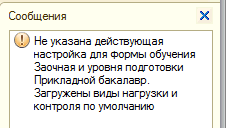 Сообщения
Не указана действующая
настройка для формы обучения
Заочная и уровня подготовки
Прикладной бакалавр.
Загружены виды нагрузки и
контроля по умолчанию